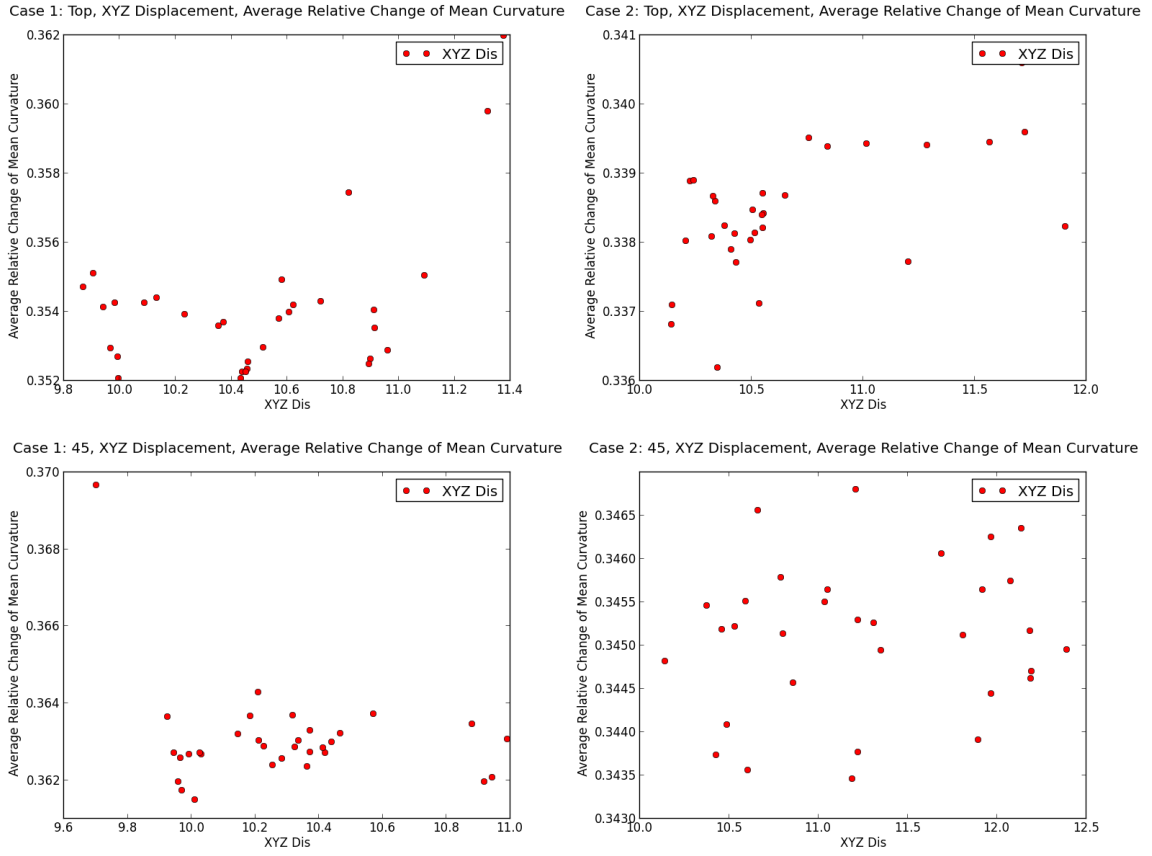 Case 1: Top, XYZ Displacement, Average Relative Change of Mean Curvature
XYZ Dis
Average Relative Change of Mean Curvature
0.362
0.360
0.358
0.356
0.354
0.352
9.8 10.0 10.2 10.4 10.6 10.8 11.0 11.2 11.4
XYZ Dis
Case 2: Top, XYZ Displacement, Average Relative Change of Mean Curvature
XYZ Dis
Average Relative Change of Mean Curvature
0.341
0.340
0.339
0.338
0.337
0.336
10.0 10.5 11.0 11.5 12.0
XYZ Dis
Case 1: 45, XYZ Displacement, Average Relative Change of Mean Curvature
XYZ Dis
Average Relative Change of Mean Curvature
0.370
0.368
0.366
0.364
0.362
9.6 9.8 10.0 10.2 10.4 10.6 10.8 11.0
XYZ Dis
Case 2: 45, XYZ Displacement, Average Relative Change of Mean Curvature
XYZ Dis
Average Relative Change of Mean Curvature
0.3465
0.3460
0.3455
0.3450
0.3445
0.3440
0.3435
0.3430
10.0 10.5 11.0 11.5 12.0 12.5
XYZ Dis